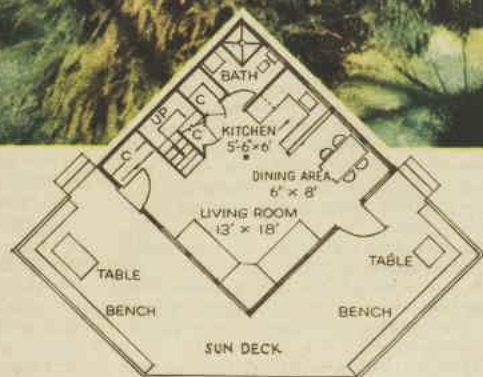 BATH
C
UP
C
C
KITCHEN
5'-6"×6'
DINING AREA
6' × 8'
LIVING ROOM
13' × 18'
TABLE
TABLE
BENCH
BENCH
SUN DECK